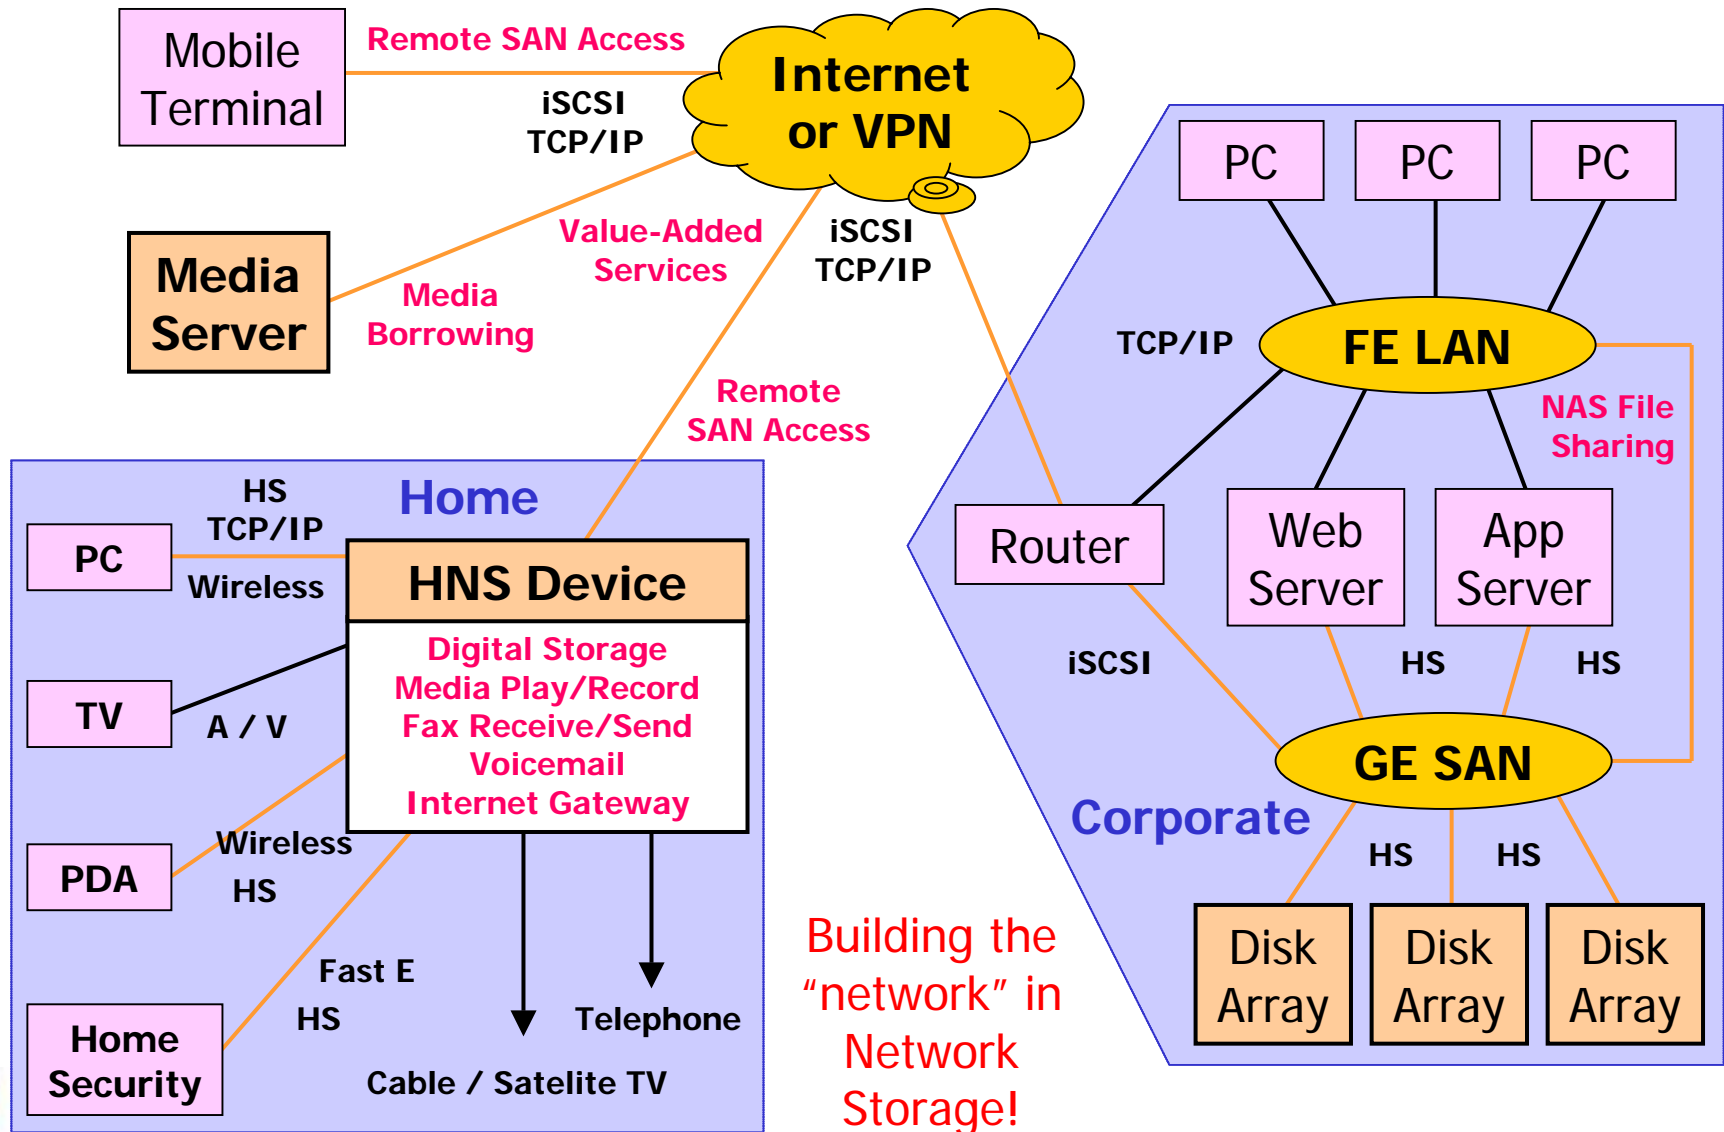 Mobile
Terminal
Remote SAN Access
iSCSI
TCP/IP
Internet
or VPN
Media
Server
Media
Borrowing
Value-Added
Services
iSCSI
TCP/IP
Remote
SAN Access
PC
PC
PC
TCP/IP
FE LAN
NAS File
Sharing
Router
Web
Server
App
Server
iSCSI
HS
HS
GE SAN
Corporate
HS
HS
Disk
Array
Disk
Array
Disk
Array
Home
HS
TCP/IP
PC
Wireless
HNS Device
Digital Storage
Media Play/Record
Fax Receive/Send
Voicemail
Internet Gateway
TV
A / V
PDA
Wireless
HS
Fast E
HS
Home
Security
Telephone
Cable / Satelite TV
Building the
“network” in
Network
Storage!